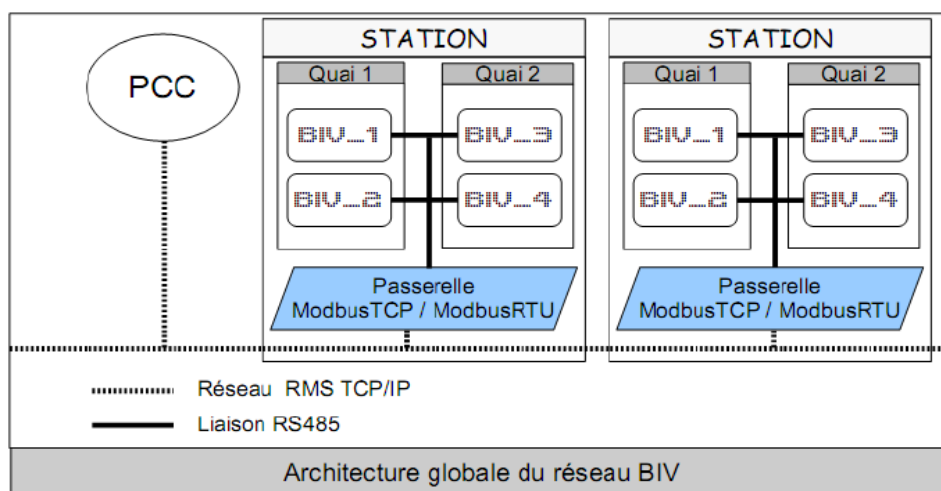 PCC
STATION
Quai 1
Quai 2
BIV_1
BIV_3
BIV_2
BIV_4
Passerelle
ModbusTCP / ModbusRTU
STATION
Quai 1
Quai 2
BIV_1
BIV_3
BIV_2
BIV_4
Passerelle
ModbusTCP / ModbusRTU
Réseau RMS TCP/IP
Liaison RS485
Architecture globale du réseau BIV